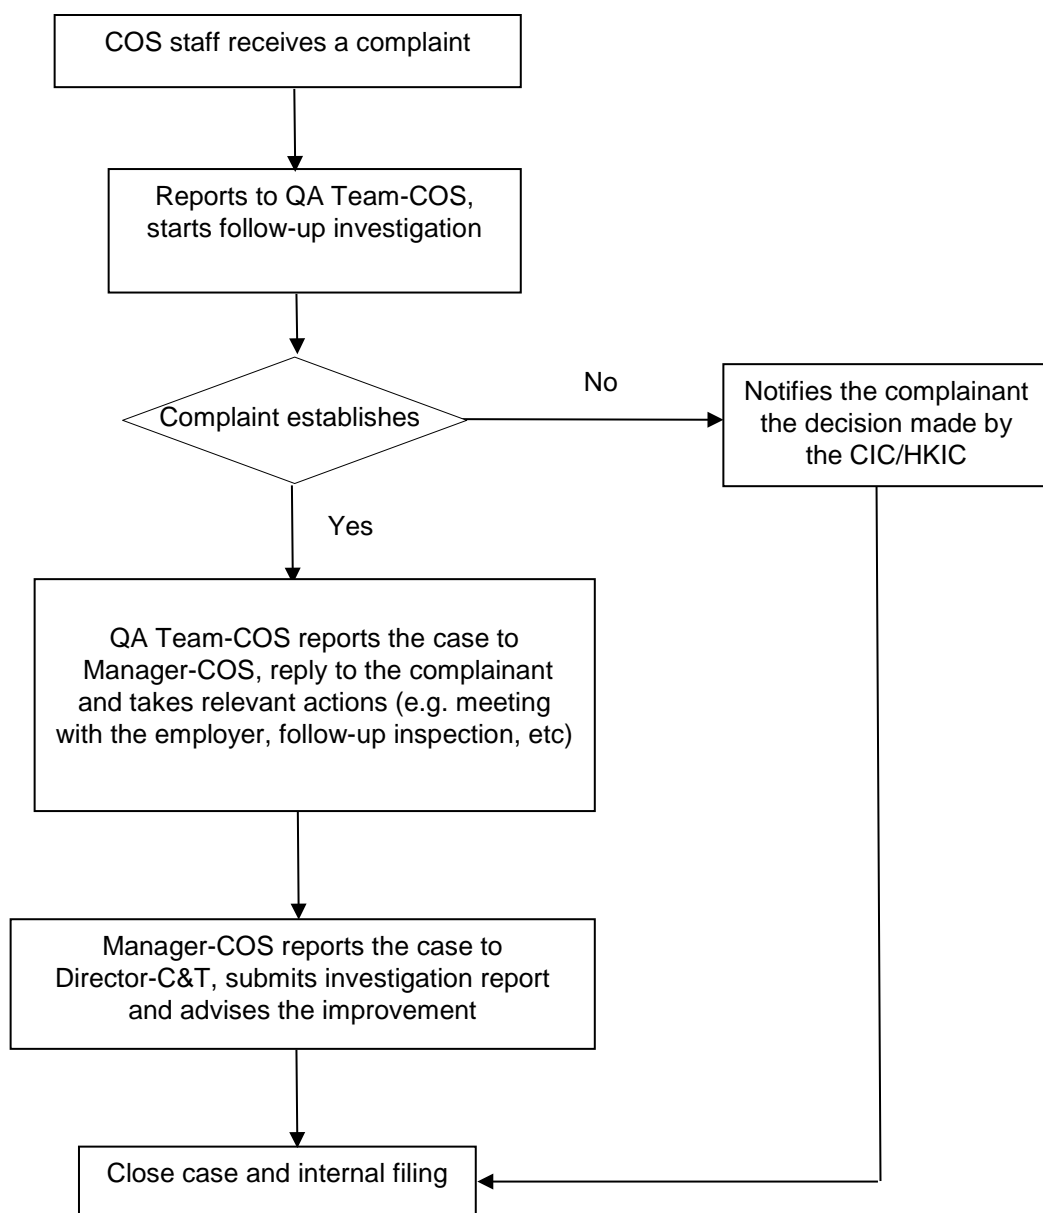 COS staff receives a complaint
Reports to QA Team-COS,
starts follow-up investigation
Complaint establishes
No
Notifies the complainant
the decision made by
the CIC/HKIC
Yes
QA Team-COS reports the case to
Manager-COS, reply to the complainant
and takes relevant actions (e.g. meeting
with the employer, follow-up inspection, etc)
Manager-COS reports the case to
Director-C&T, submits investigation report
and advises the improvement
Close case and internal filing